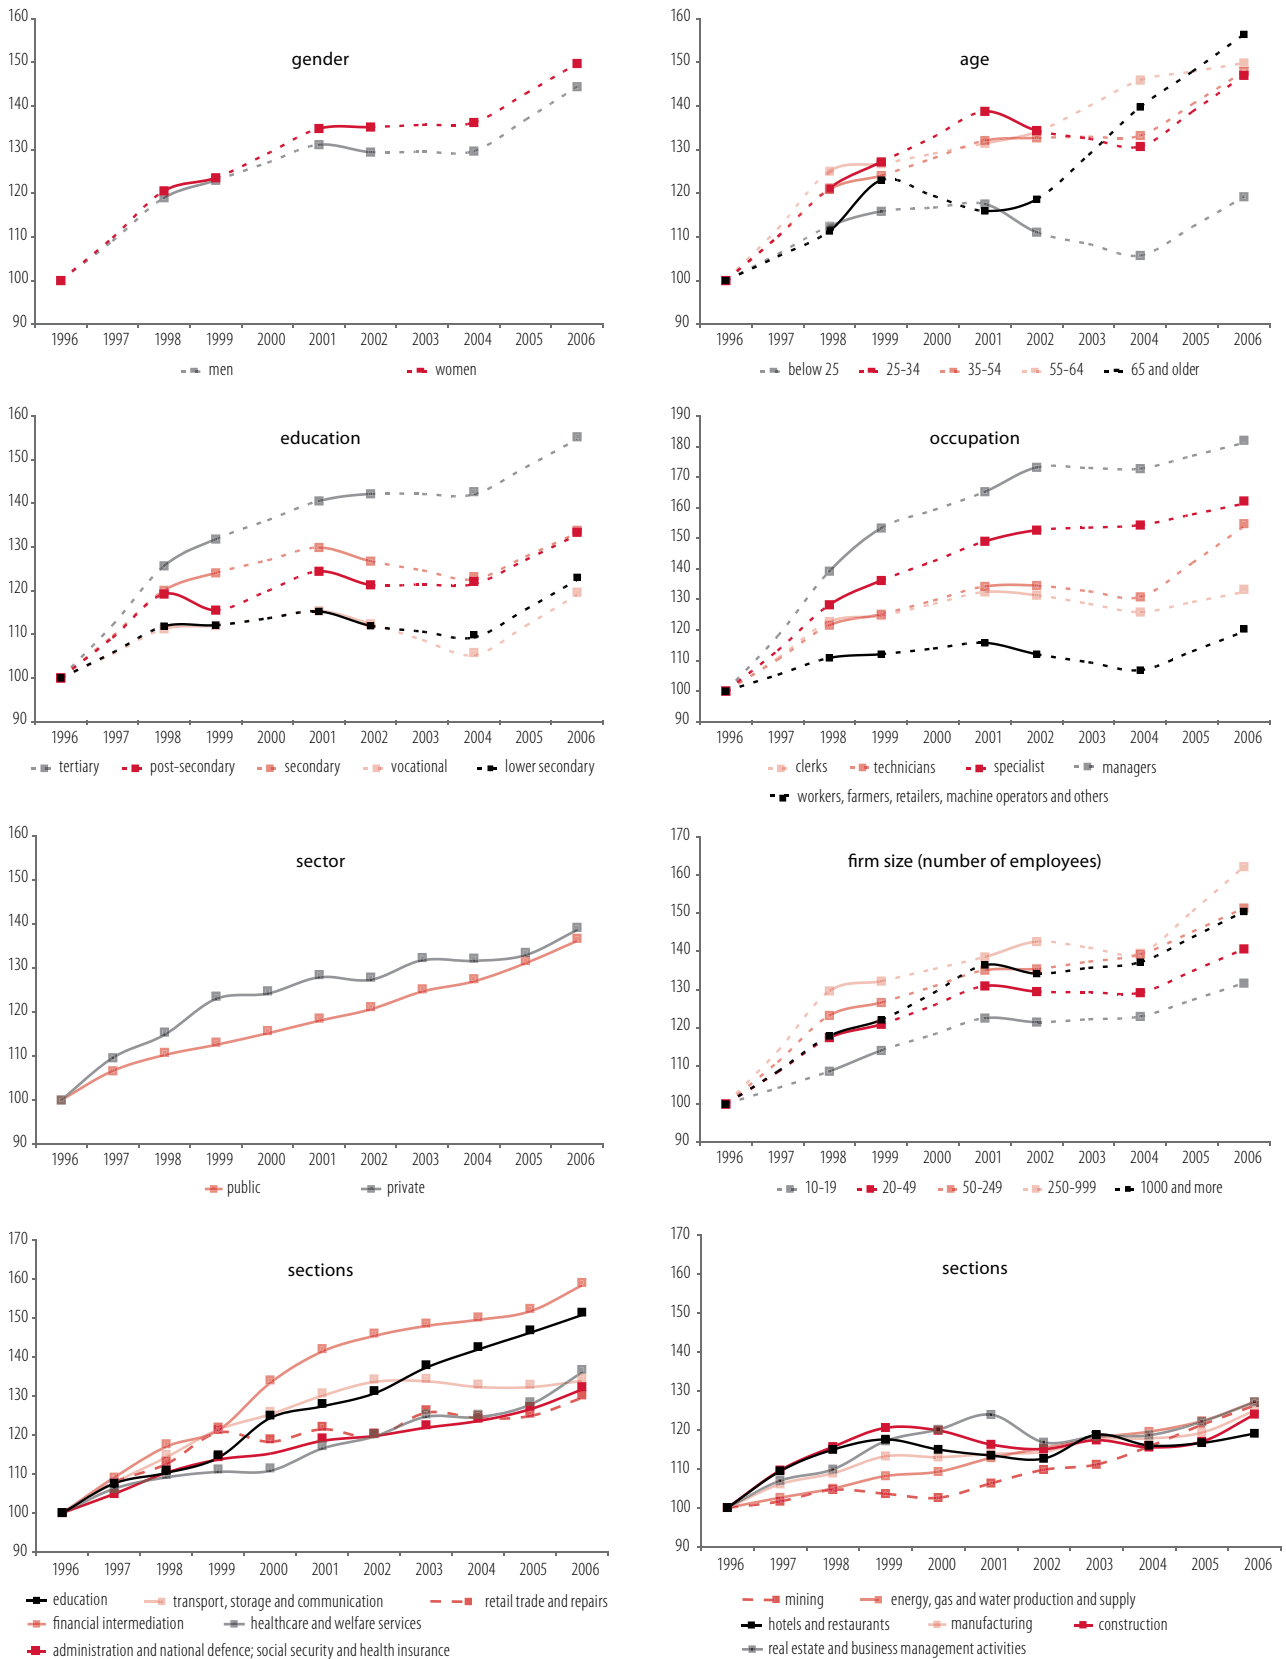 gender
160
150
140
130
120
110
100
90
1996 1997 1998 1999 2000 2001 2002 2003 2004 2005 2006
men women
age
160
150
140
130
120
110
100
90
1996 1997 1998 1999 2000 2001 2002 2003 2004 2005 2006
below 25 25-34 35-54 55-64 65 and older
education
160
150
140
130
120
110
100
90
1996 1997 1998 1999 2000 2001 2002 2003 2004 2005 2006
tertiary post-secondary secondary vocational lower secondary
occupation
190
180
170
160
150
140
130
120
110
100
90
1996 1997 1998 1999 2000 2001 2002 2003 2004 2005 2006
clerks technicians specialist managers
workers, farmers, retailers, machine operators and others
sector
160
150
140
130
120
110
100
90
1996 1997 1998 1999 2000 2001 2002 2003 2004 2005 2006
public private
firm size (number of employees)
170
160
150
140
130
120
110
100
90
1996 1997 1998 1999 2000 2001 2002 2003 2004 2005 2006
10-19 20-49 50-249 250-999 1000 and more
sections
170
160
150
140
130
120
110
100
90
1996 1997 1998 1999 2000 2001 2002 2003 2004 2005 2006
education transport, storage and communication retail trade and repairs
financial intermediation healthcare and welfare services
administration and national defence; social security and health insurance
sections
170
160
150
140
130
120
110
100
90
1996 1997 1998 1999 2000 2001 2002 2003 2004 2005 2006
mining energy, gas and water production and supply
hotels and restaurants manufacturing construction
real estate and business management activities